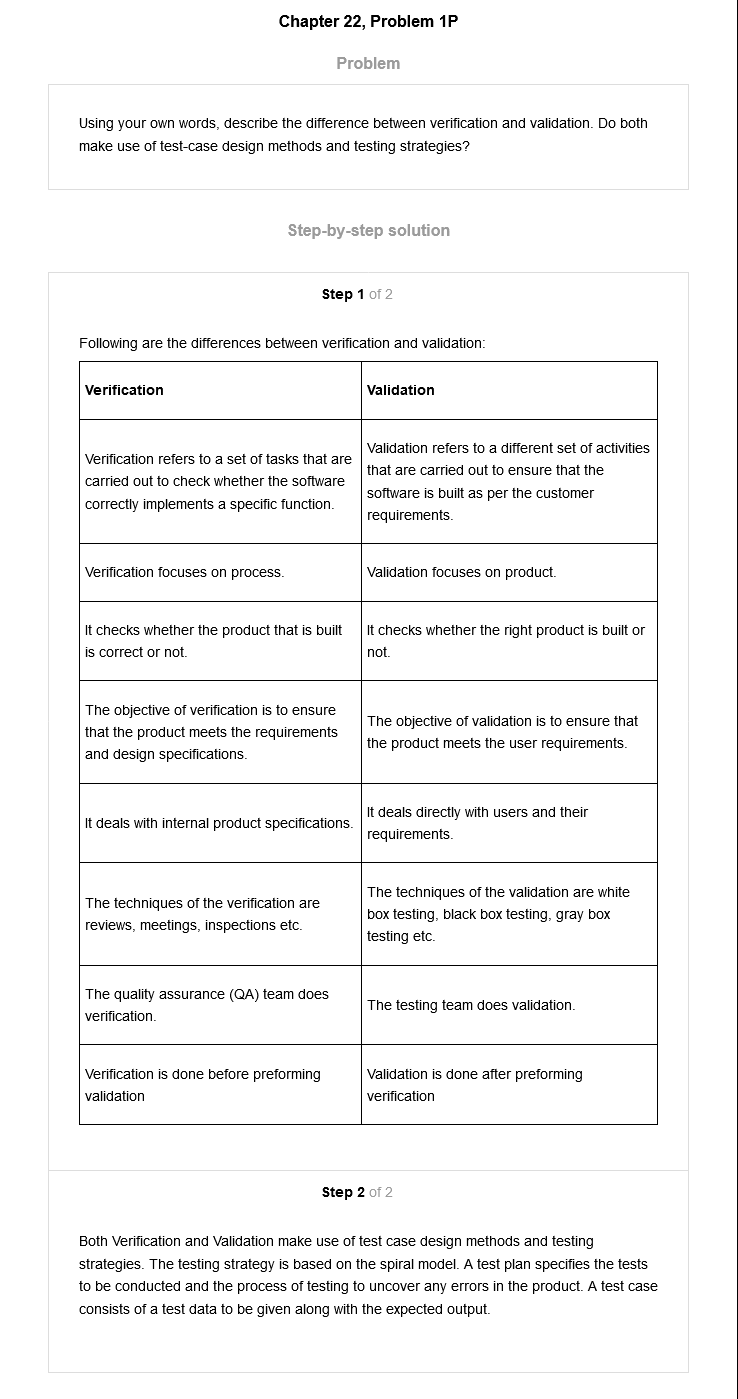 Chapter 22, Problem 1P
Problem
Using your own words, describe the difference between verification and validation. Do both
make use of test-case design methods and testing strategies?
Step-by-step solution
Step 1 of 2
Following are the differences between verification and validation:
Verification
Validation
Verification refers to a set of tasks that are
carried out to check whether the software
correctly implements a specific function.
Validation refers to a different set of activities
that are carried out to ensure that the
software is built as per the customer
requirements.
Verification focuses on process.
Validation focuses on product.
It checks whether the product that is built
is correct or not.
It checks whether the right product is built or
not.
The objective of verification is to ensure
that the product meets the requirements
and design specifications.
The objective of validation is to ensure that
the product meets the user requirements.
It deals with internal product specifications.
It deals directly with users and their
requirements.
The techniques of the verification are
reviews, meetings, inspections etc.
The techniques of the validation are white
box testing, black box testing, gray box
testing etc.
The quality assurance (QA) team does
verification.
The testing team does validation.
Verification is done before preforming
validation
Validation is done after preforming
verification
Step 2 of 2
Both Verification and Validation make use of test case design methods and testing
strategies. The testing strategy is based on the spiral model. A test plan specifies the tests
to be conducted and the process of testing to uncover any errors in the product. A test case
consists of a test data to be given along with the expected output.